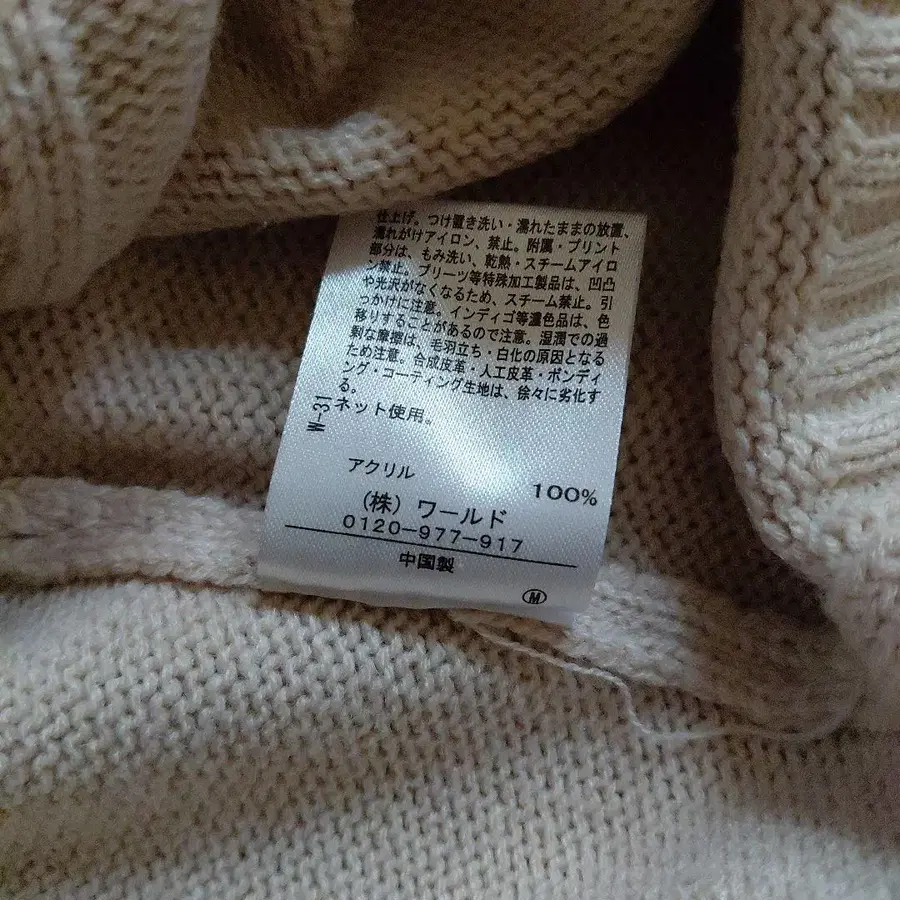 仕上げ。つけ置き洗い・濡れたままの放置、
濡れがけアイロン、禁止。附属・プリント
部分は、もみ洗い、乾熱・スチームアイロ
ン禁止。プリーツ等特殊加工製品は、凹凸
や光沢がなくなるため、スチーム禁止。引
っかけに注意。インディゴ等濃色品は、色
移りすることがあるので注意。湿潤での過
剰な摩擦は、毛羽立ち・白化の原因となる
ため注意。合成皮革・人工皮革・ボンディ
ング・コーティング生地は、徐々に劣化す
る。
ネット使用。
W-31
アクリル 100%
(株) ワールド
0120-977-917
中国製
M